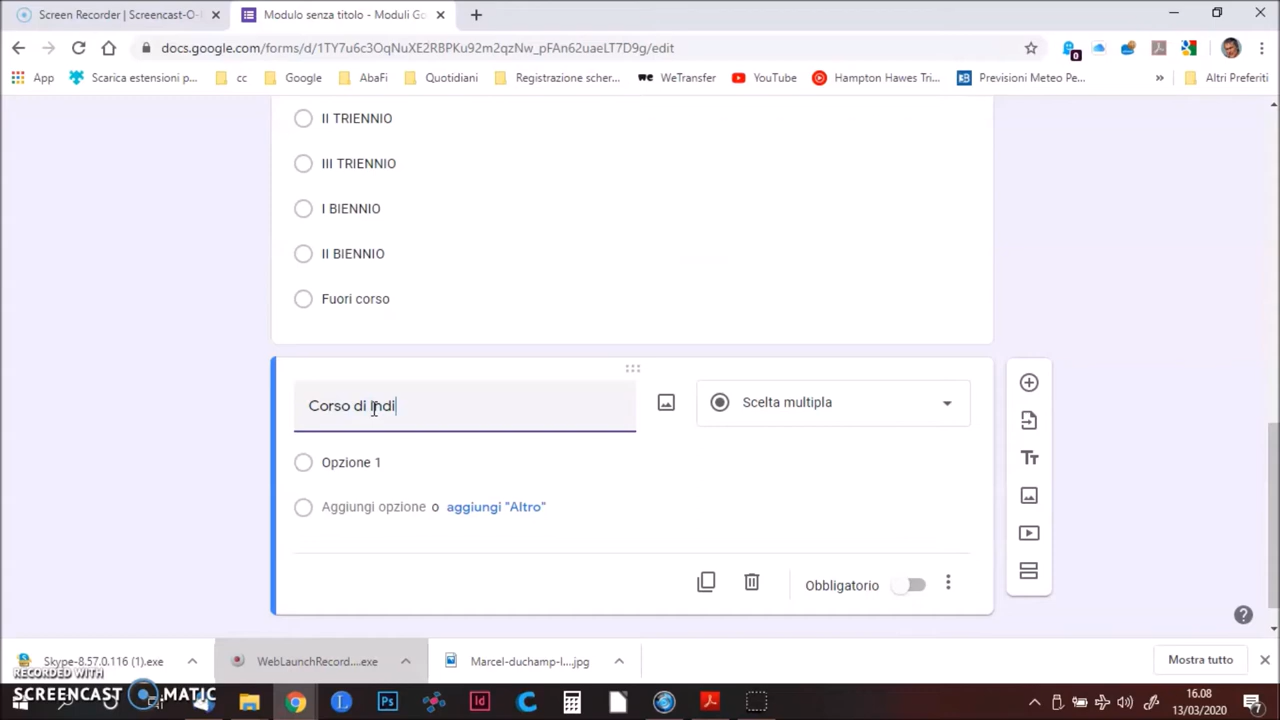 Screen Recorder | Screencast-O-
Modulo senza titolo - Moduli Go
docs.google.com/forms/d/1TY7u6c3OqNuXE2RBPKu92m2qzNw_pFAn62uaeLT7D9g/edit
App
Scarica estensioni p...
cc
Google
AbaFi
Quotidiani
Registrazione scher...
WeTransfer
YouTube
Hampton Hawes Tri...
Previsioni Meteo Pe...
»
Altri Preferiti
II TRIENNIO
III TRIENNIO
I BIENNIO
II BIENNIO
Fuori corso
Corso di Indi
Scelta multipla
Opzione 1
Aggiungi opzione o aggiungi "Altro"
Obbligatorio
Skype-8.57.0.116 (1).exe
WebLaunchRecord....exe
Marcel-duchamp-l....jpg
Mostra tutto
RECORDED WITH
SCREENCAST MATIC
16.08
13/03/2020